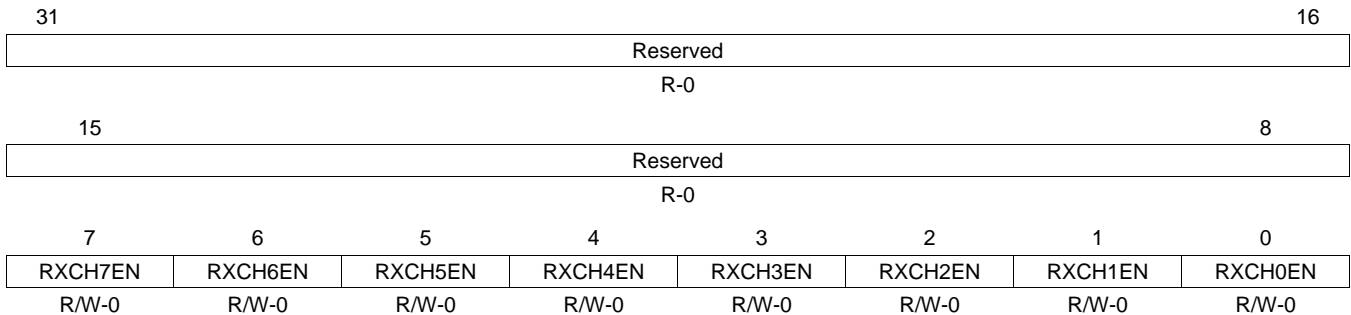 31 16
Reserved
R-0
15 8
Reserved
R-0
7 6 5 4 3 2 1 0
RXCH7EN RXCH6EN RXCH5EN RXCH4EN RXCH3EN RXCH2EN RXCH1EN RXCH0EN
R/W-0 R/W-0 R/W-0 R/W-0 R/W-0 R/W-0 R/W-0 R/W-0